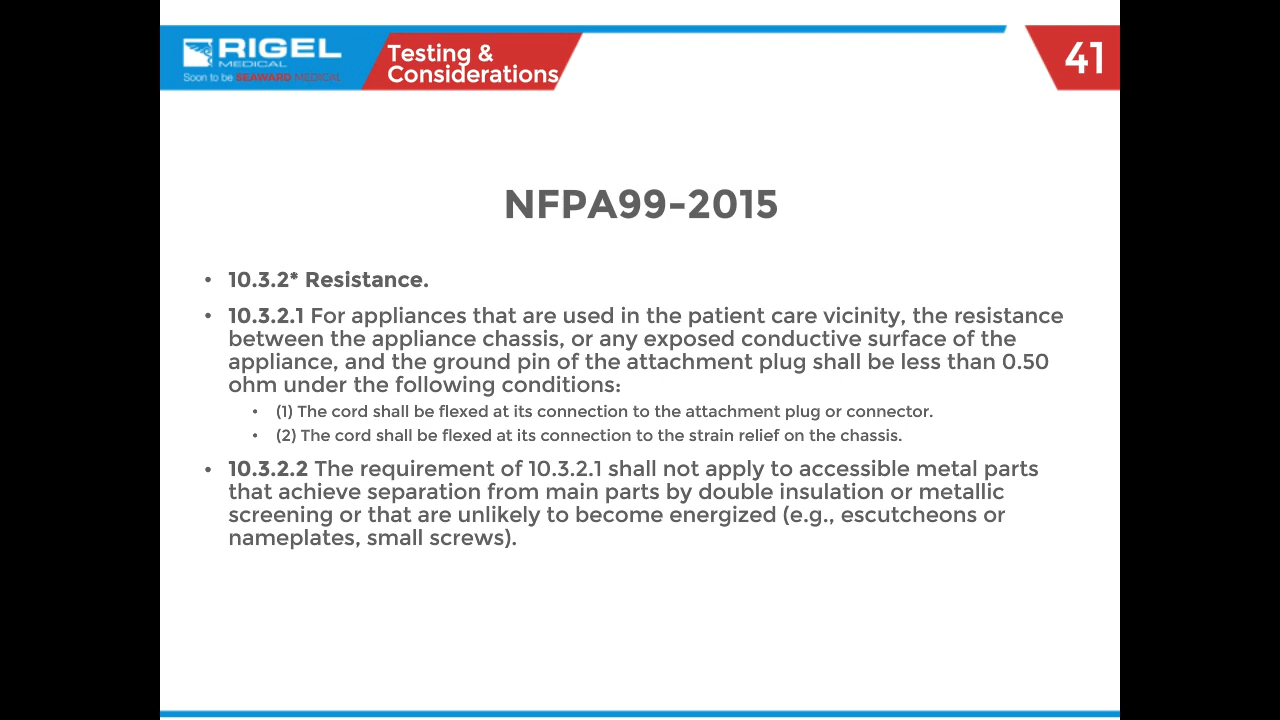 RIGEL
MEDICAL
Soon to be SEAWARD MEDICAL
Testing &
Considerations
41
NFPA99-2015
• 10.3.2* Resistance.
• 10.3.2.1 For appliances that are used in the patient care vicinity, the resistance
between the appliance chassis, or any exposed conductive surface of the
appliance, and the ground pin of the attachment plug shall be less than 0.50
ohm under the following conditions:
• (1) The cord shall be flexed at its connection to the attachment plug or connector.
• (2) The cord shall be flexed at its connection to the strain relief on the chassis.
• 10.3.2.2 The requirement of 10.3.2.1 shall not apply to accessible metal parts
that achieve separation from main parts by double insulation or metallic
screening or that are unlikely to become energized (e.g., escutcheons or
nameplates, small screws).